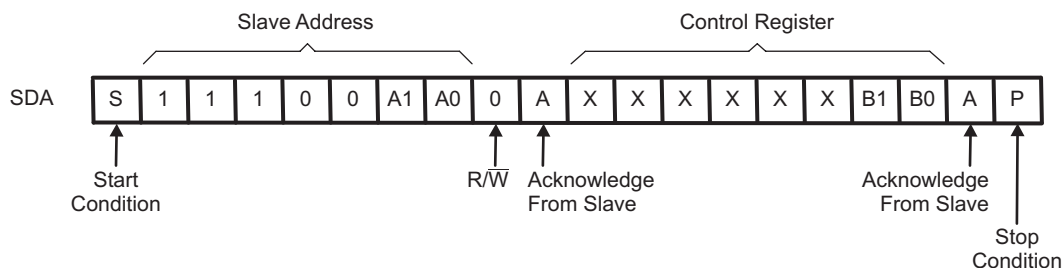 Slave Address
Control Register
SDA S 1 1 1 0 0 A1 A0 0 A X X X X X X B1 B0 A P
Start
Condition
R/W̅
Acknowledge
From Slave
Acknowledge
From Slave
Stop
Condition